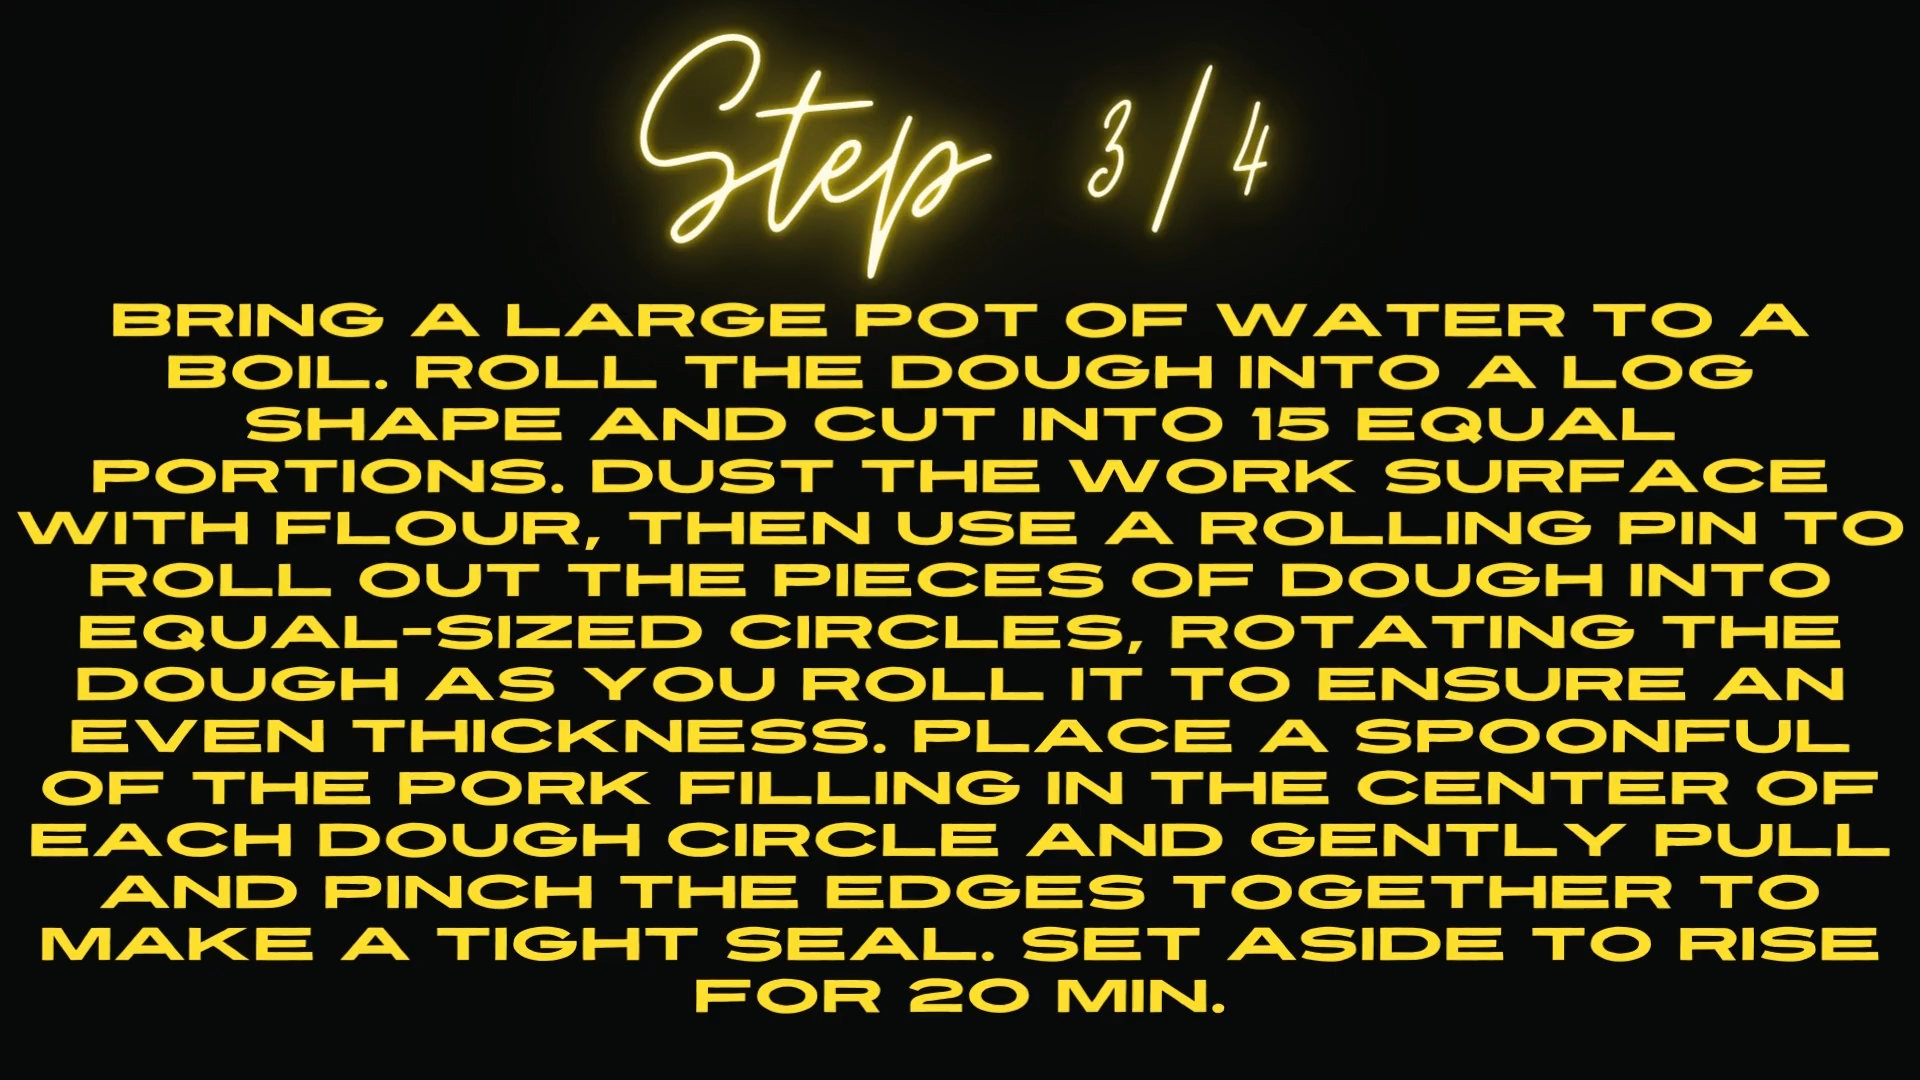 Step 3/4
BRING A LARGE POT OF WATER TO A
BOIL. ROLL THE DOUGH INTO A LOG
SHAPE AND CUT INTO 15 EQUAL
PORTIONS. DUST THE WORK SURFACE
WITH FLOUR, THEN USE A ROLLING PIN TO
ROLL OUT THE PIECES OF DOUGH INTO
EQUAL-SIZED CIRCLES, ROTATING THE
DOUGH AS YOU ROLL IT TO ENSURE AN
EVEN THICKNESS. PLACE A SPOONFUL
OF THE PORK FILLING IN THE CENTER OF
EACH DOUGH CIRCLE AND GENTLY PULL
AND PINCH THE EDGES TOGETHER TO
MAKE A TIGHT SEAL. SET ASIDE TO RISE
FOR 20 MIN.